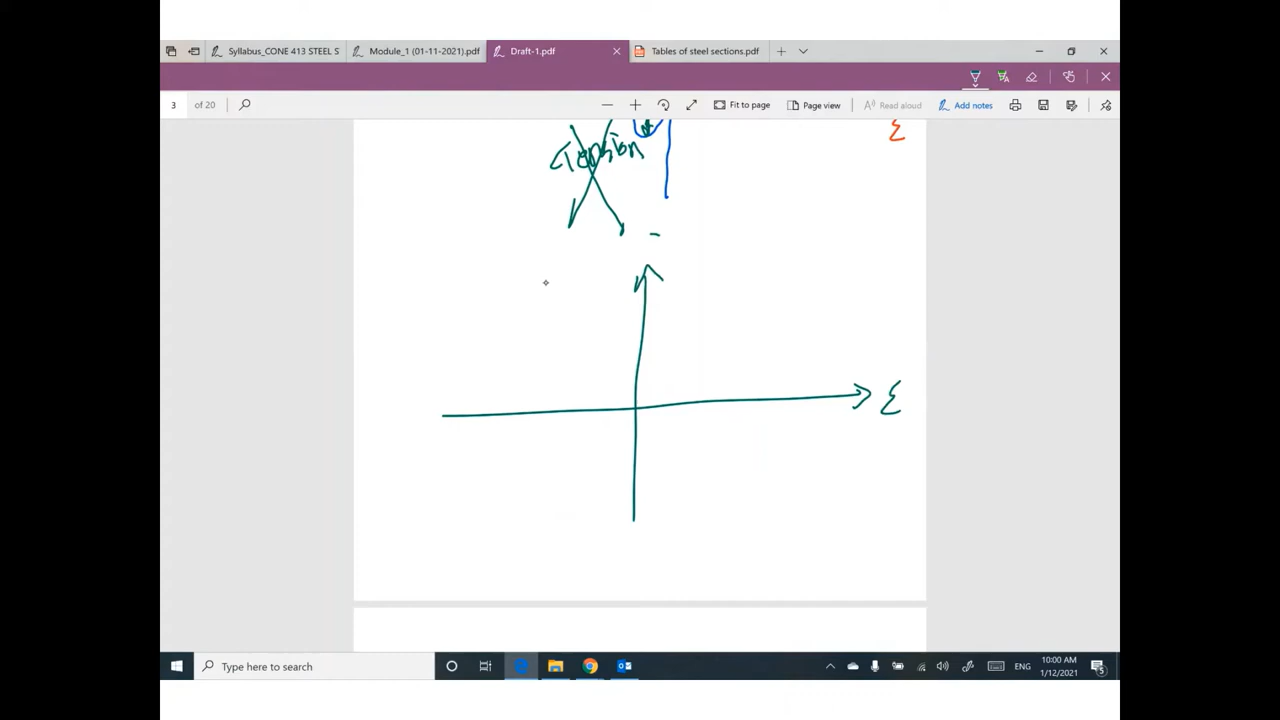 Syllabus_CONE 413 STEEL S
Module_1 (01-11-2021).pdf
Draft-1.pdf
Tables of steel sections.pdf
3 of 20
Fit to page
Page view
Read aloud
Add notes
Σ
Tension
Σ
Type here to search
ENG
10:00 AM
1/12/2021
5